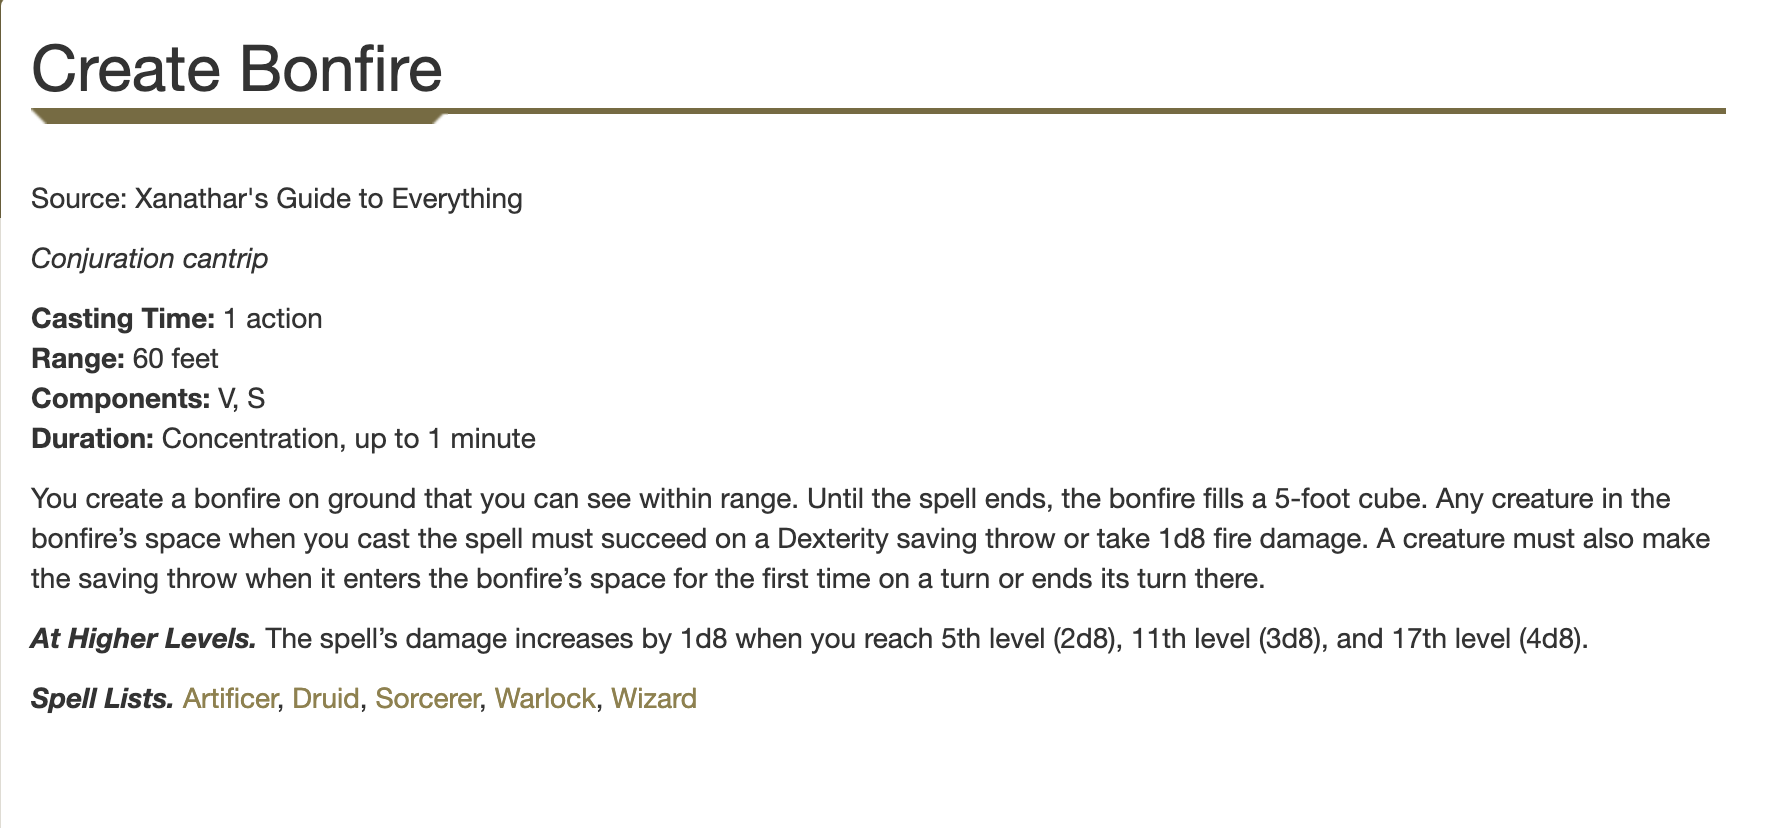 Create Bonfire
Source: Xanathar's Guide to Everything
Conjuration cantrip
Casting Time: 1 action
Range: 60 feet
Components: V, S
Duration: Concentration, up to 1 minute
You create a bonfire on ground that you can see within range. Until the spell ends, the bonfire fills a 5-foot cube. Any creature in the
bonfire’s space when you cast the spell must succeed on a Dexterity saving throw or take 1d8 fire damage. A creature must also make
the saving throw when it enters the bonfire’s space for the first time on a turn or ends its turn there.
At Higher Levels. The spell’s damage increases by 1d8 when you reach 5th level (2d8), 11th level (3d8), and 17th level (4d8).
Spell Lists. Artificer, Druid, Sorcerer, Warlock, Wizard